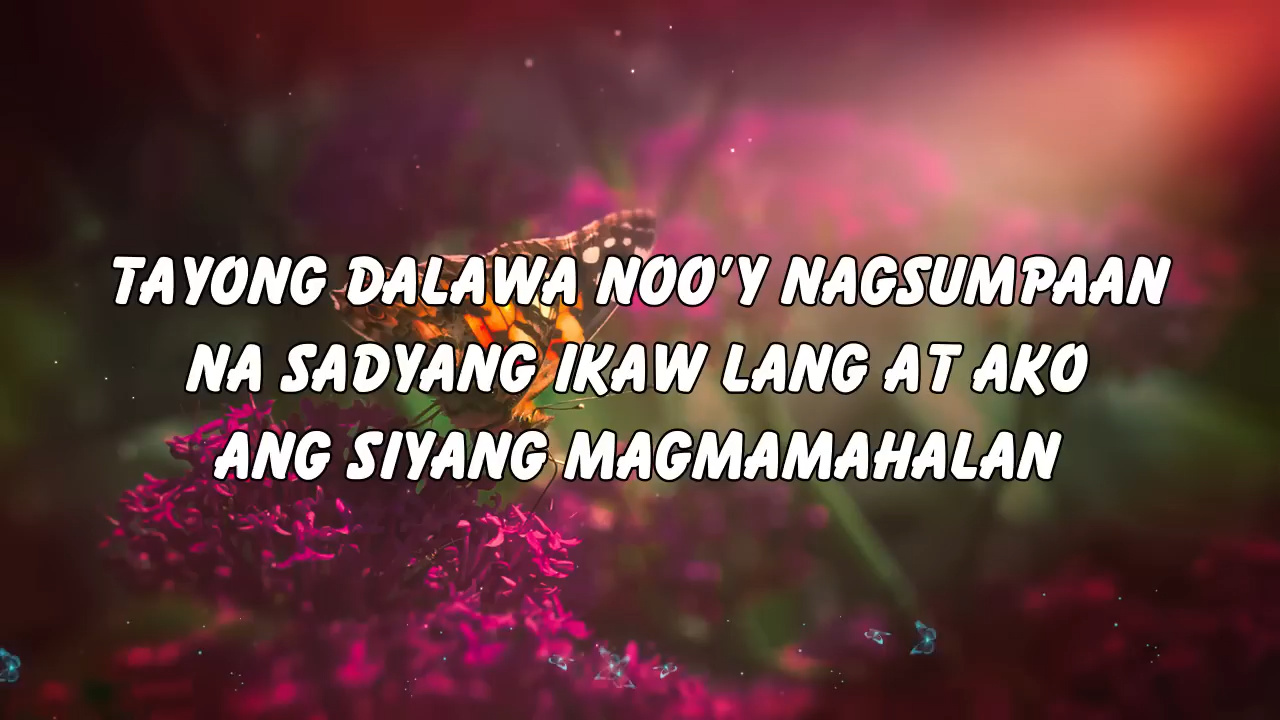 TAYONG DALAWA NOO'Y NAGSUMPAAN
NA SADYANG IKAW LANG AT AKO
ANG SIYANG MAGMAMAHALAN